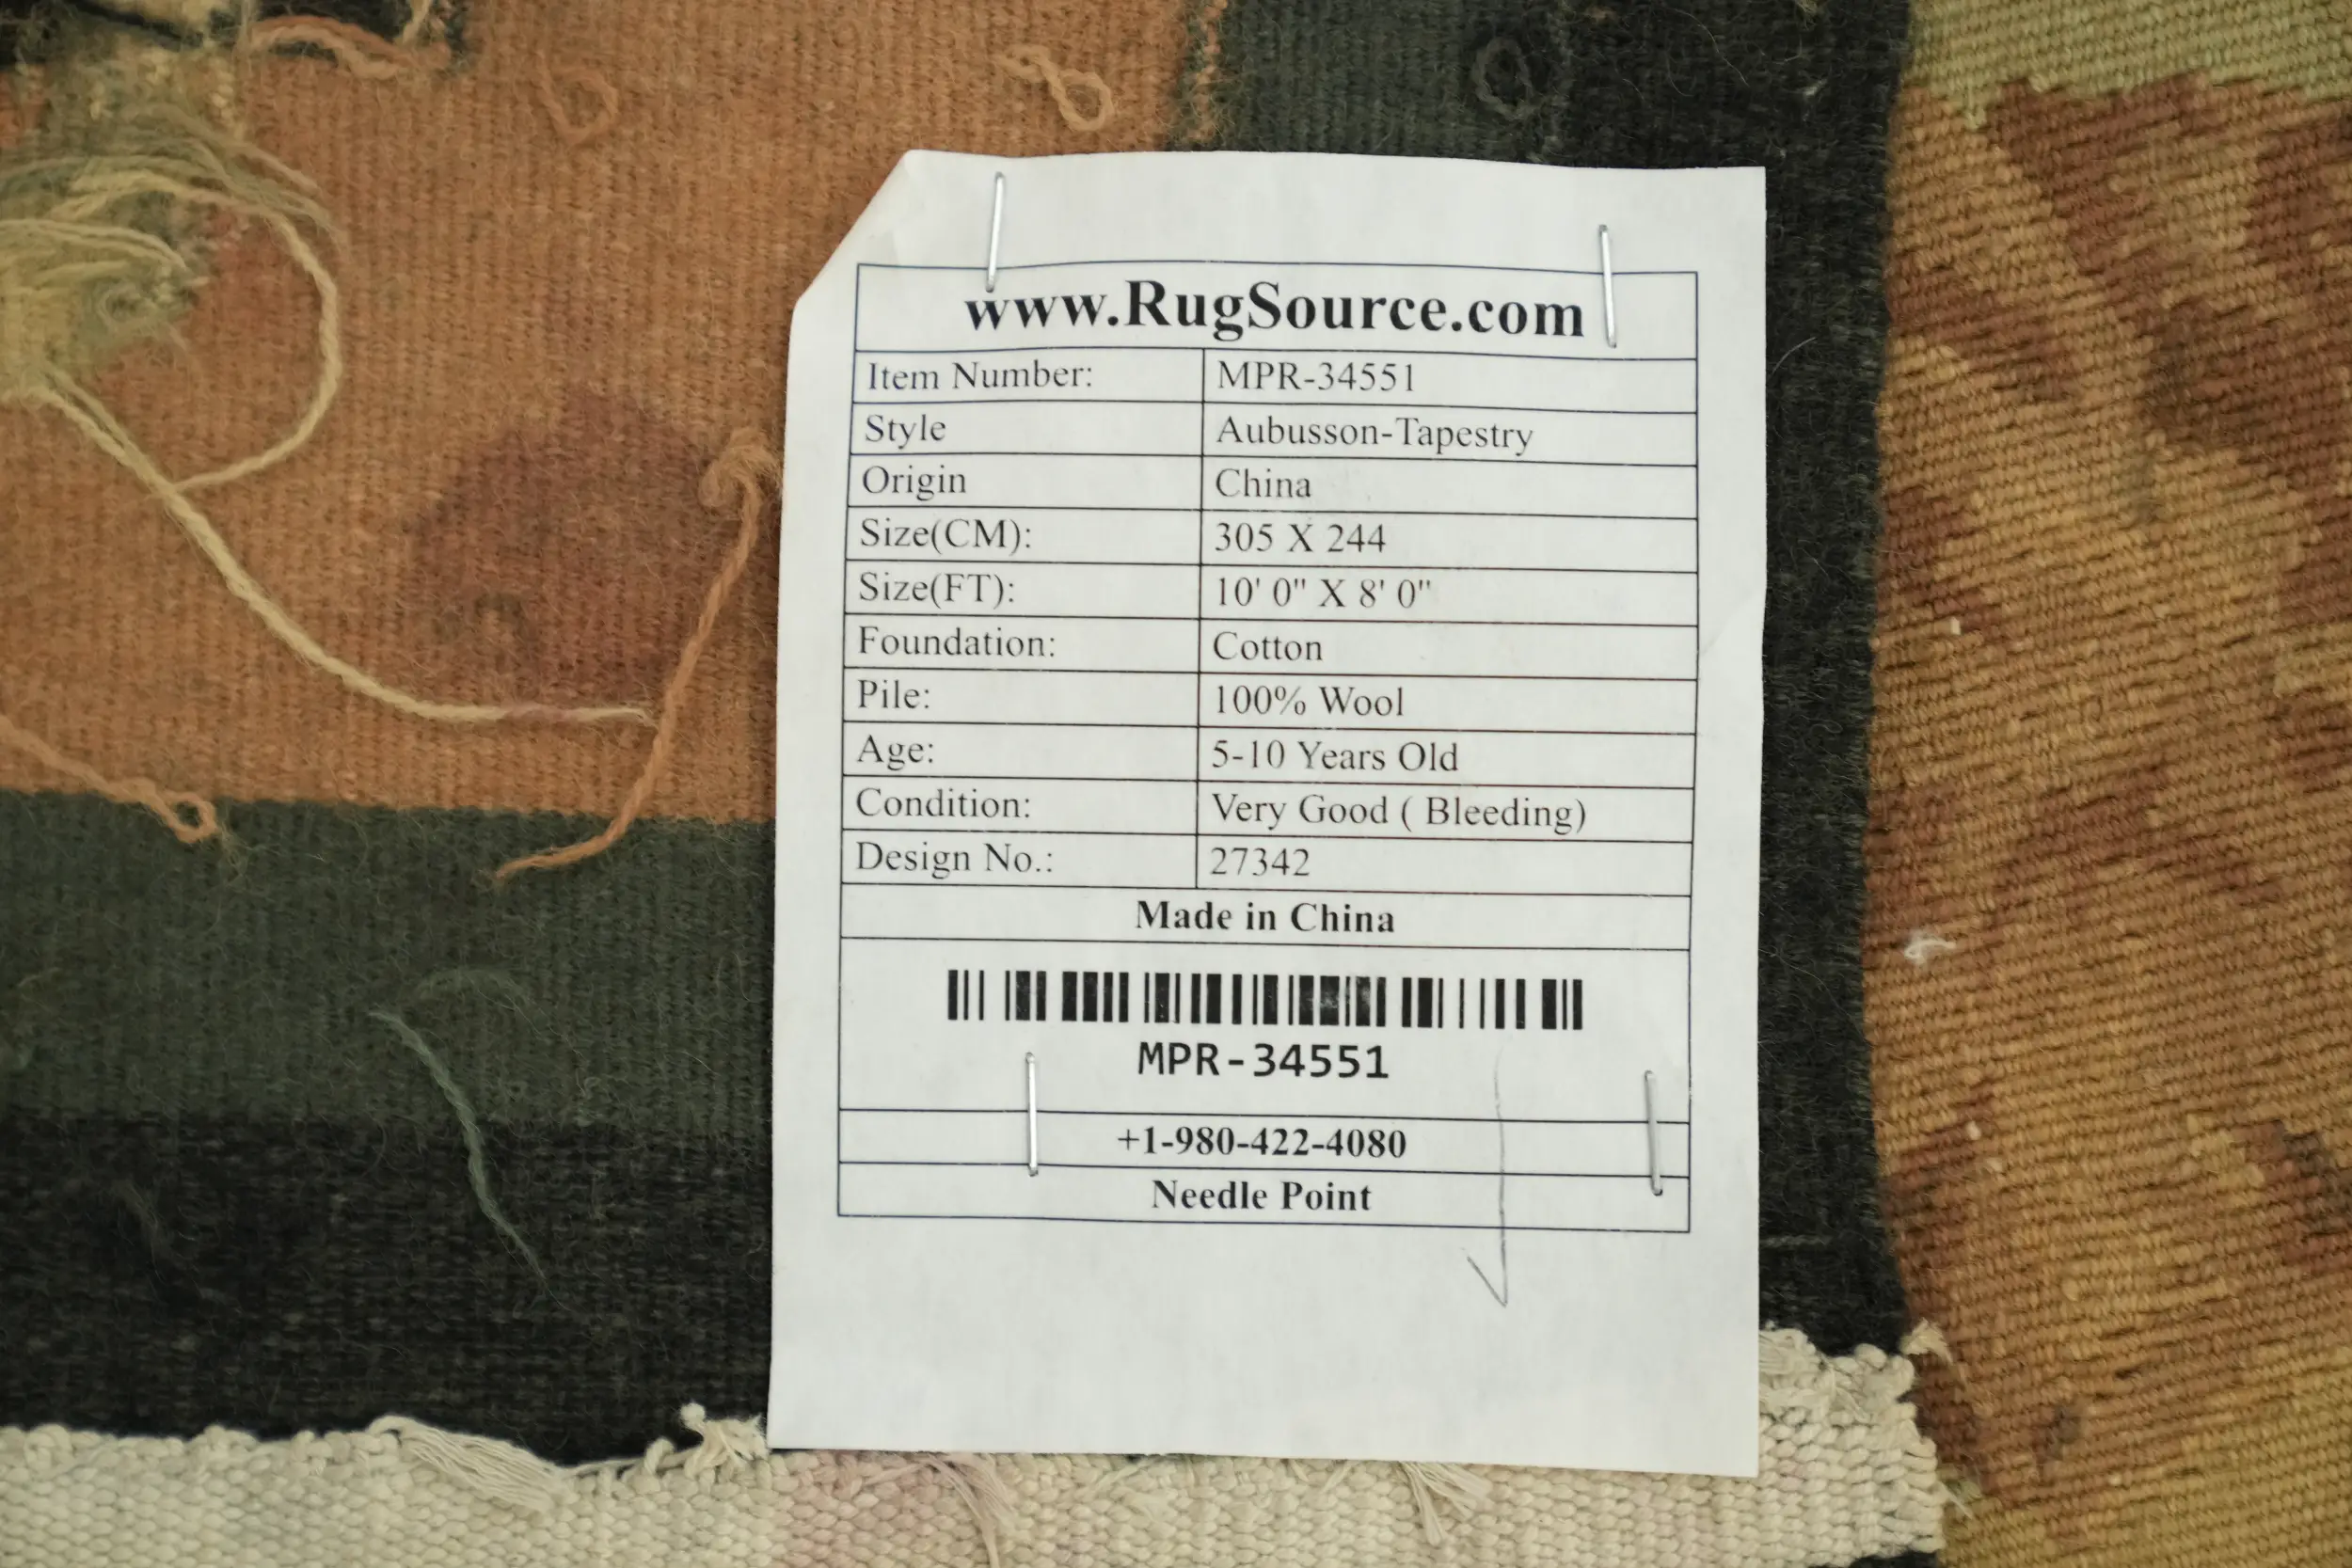 www.RugSource.com
Item Number: MPR-34551
Style Aubusson-Tapestry
Origin China
Size(CM): 305 X 244
Size(FT): 10' 0" X 8' 0"
Foundation: Cotton
Pile: 100% Wool
Age: 5-10 Years Old
Condition: Very Good ( Bleeding)
Design No.: 27342
Made in China
MPR-34551
+1-980-422-4080
Needle Point